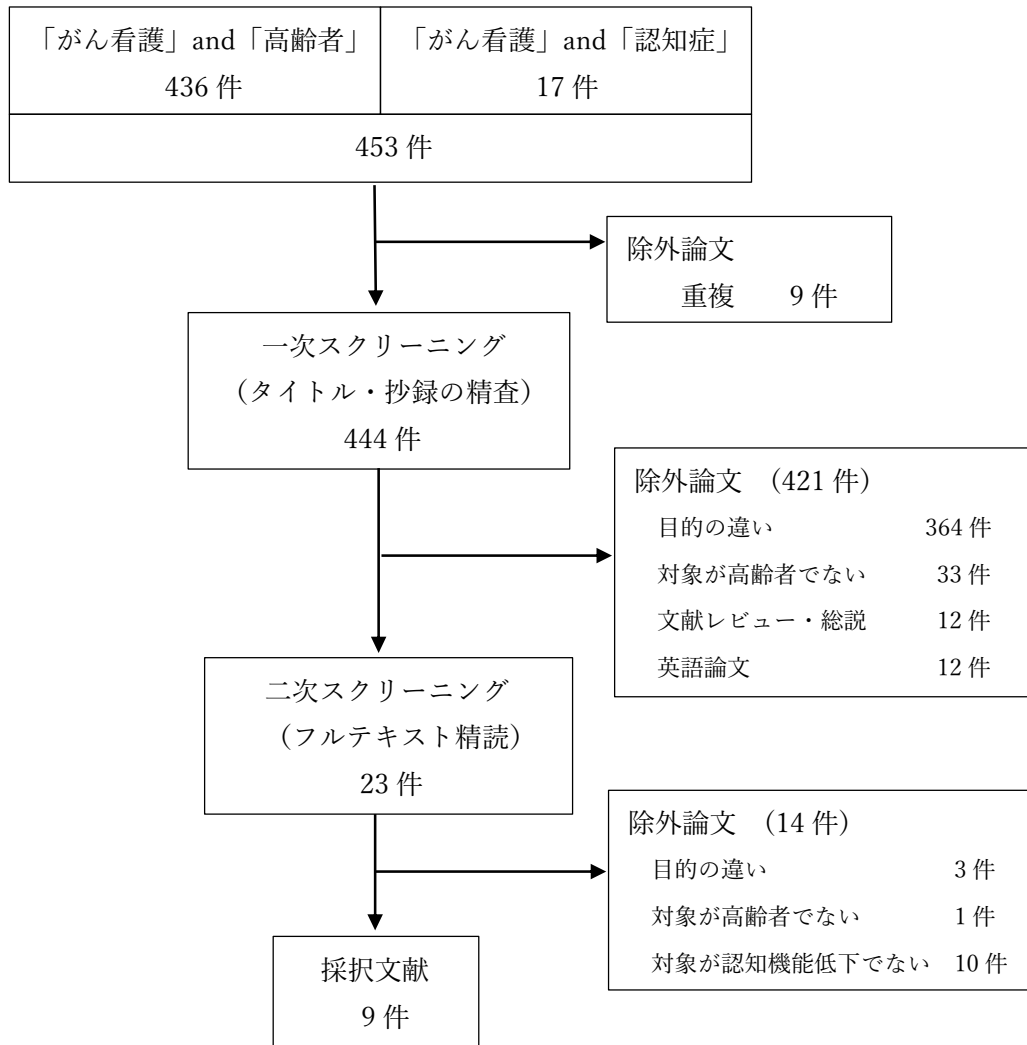 「がん看護」and「高齢者」
436 件
「がん看護」and「認知症」
17 件
453 件
除外論文
重複 9 件
一次スクリーニング
（タイトル・抄録の精査）
444 件
除外論文 （421 件）
目的の違い 364 件
対象が高齢者でない 33 件
文献レビュー・総説 12 件
英語論文 12 件
二次スクリーニング
（フルテキスト精読）
23 件
除外論文 （14 件）
目的の違い 3 件
対象が高齢者でない 1 件
対象が認知機能低下でない 10 件
採択文献
9 件